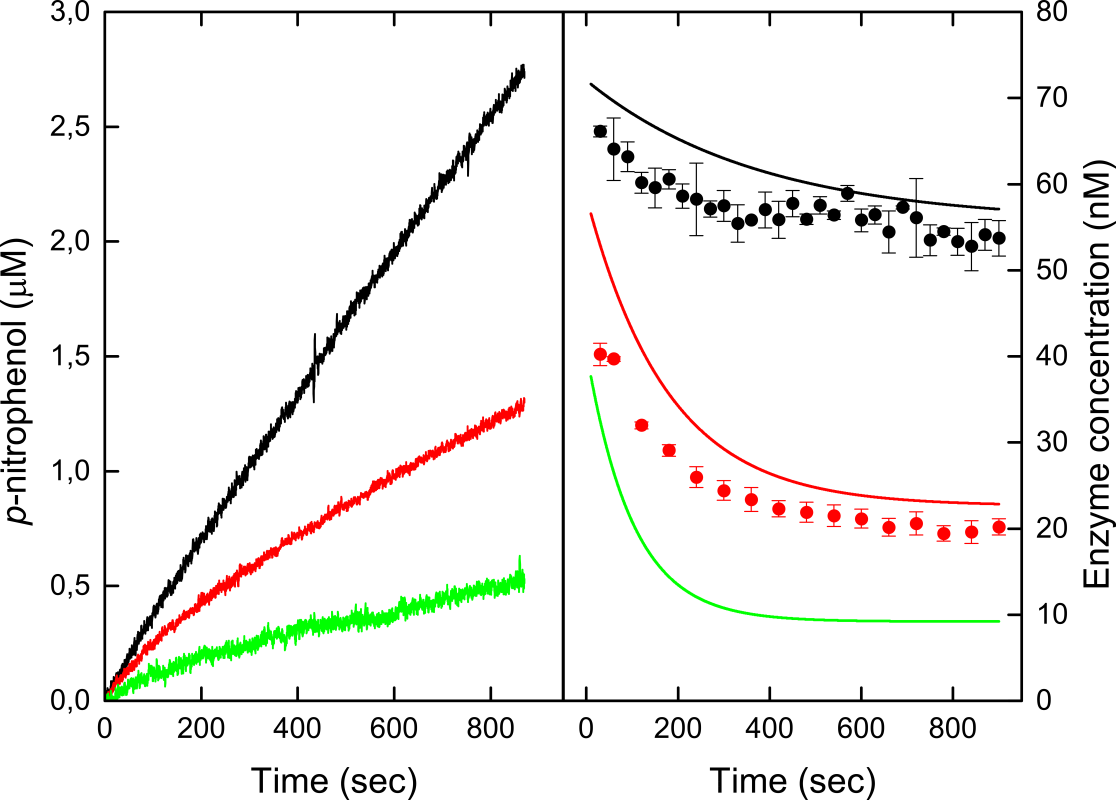 3,0
2,5
2,0
1,5
1,0
0,5
0,0
p-nitrophenol (μM)
0 200 400 600 800
Time (sec)
80
70
60
50
40
30
20
10
0
Enzyme concentration (nM)
0 200 400 600 800
Time (sec)